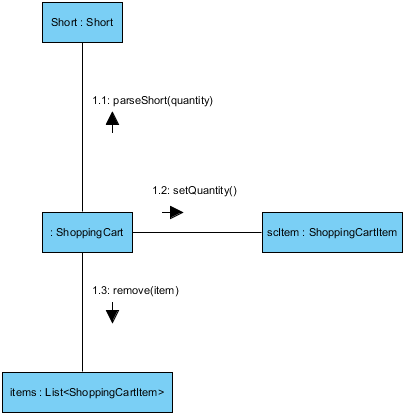 Short : Short
1.1: parseShort(quantity)
1.2: setQuantity()
: ShoppingCart
scItem : ShoppingCartItem
1.3: remove(item)
items : List<ShoppingCartItem>